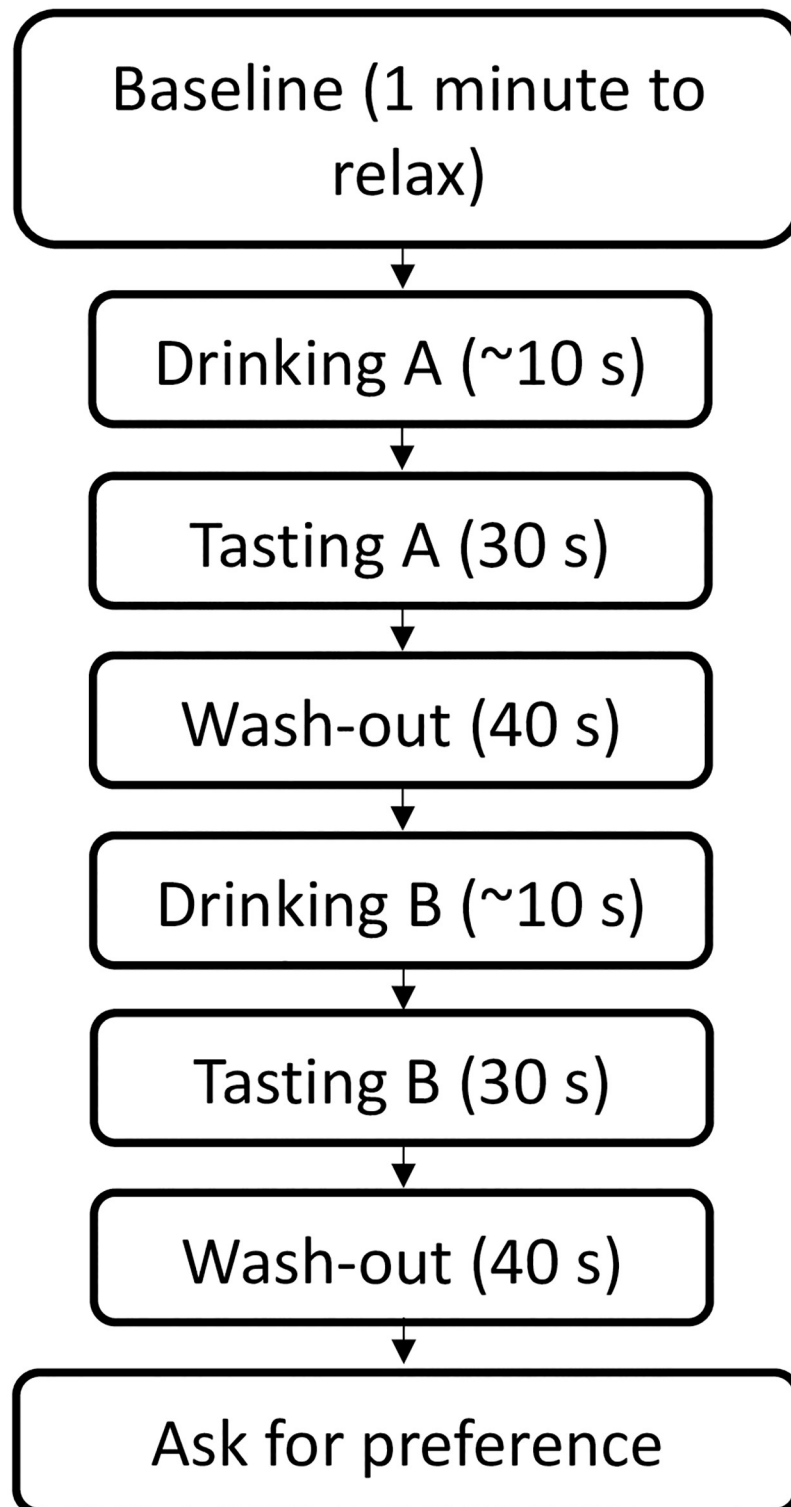 Baseline (1 minute to
relax)
Drinking A (~10 s)
Tasting A (30 s)
Wash-out (40 s)
Drinking B (~10 s)
Tasting B (30 s)
Wash-out (40 s)
Ask for preference